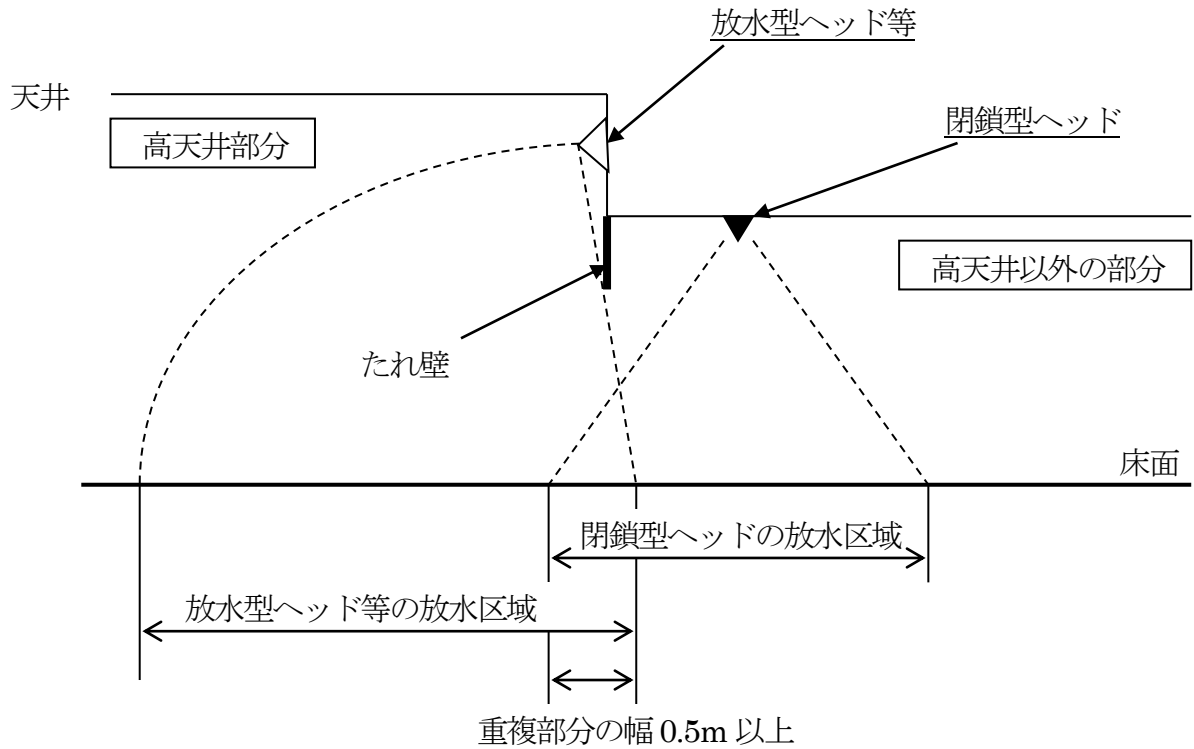 放水型ヘッド等
天井
閉鎖型ヘッド
高天井部分
高天井以外の部分
たれ壁
床面
閉鎖型ヘッドの放水区域
放水型ヘッド等の放水区域
重複部分の幅 0.5m 以上